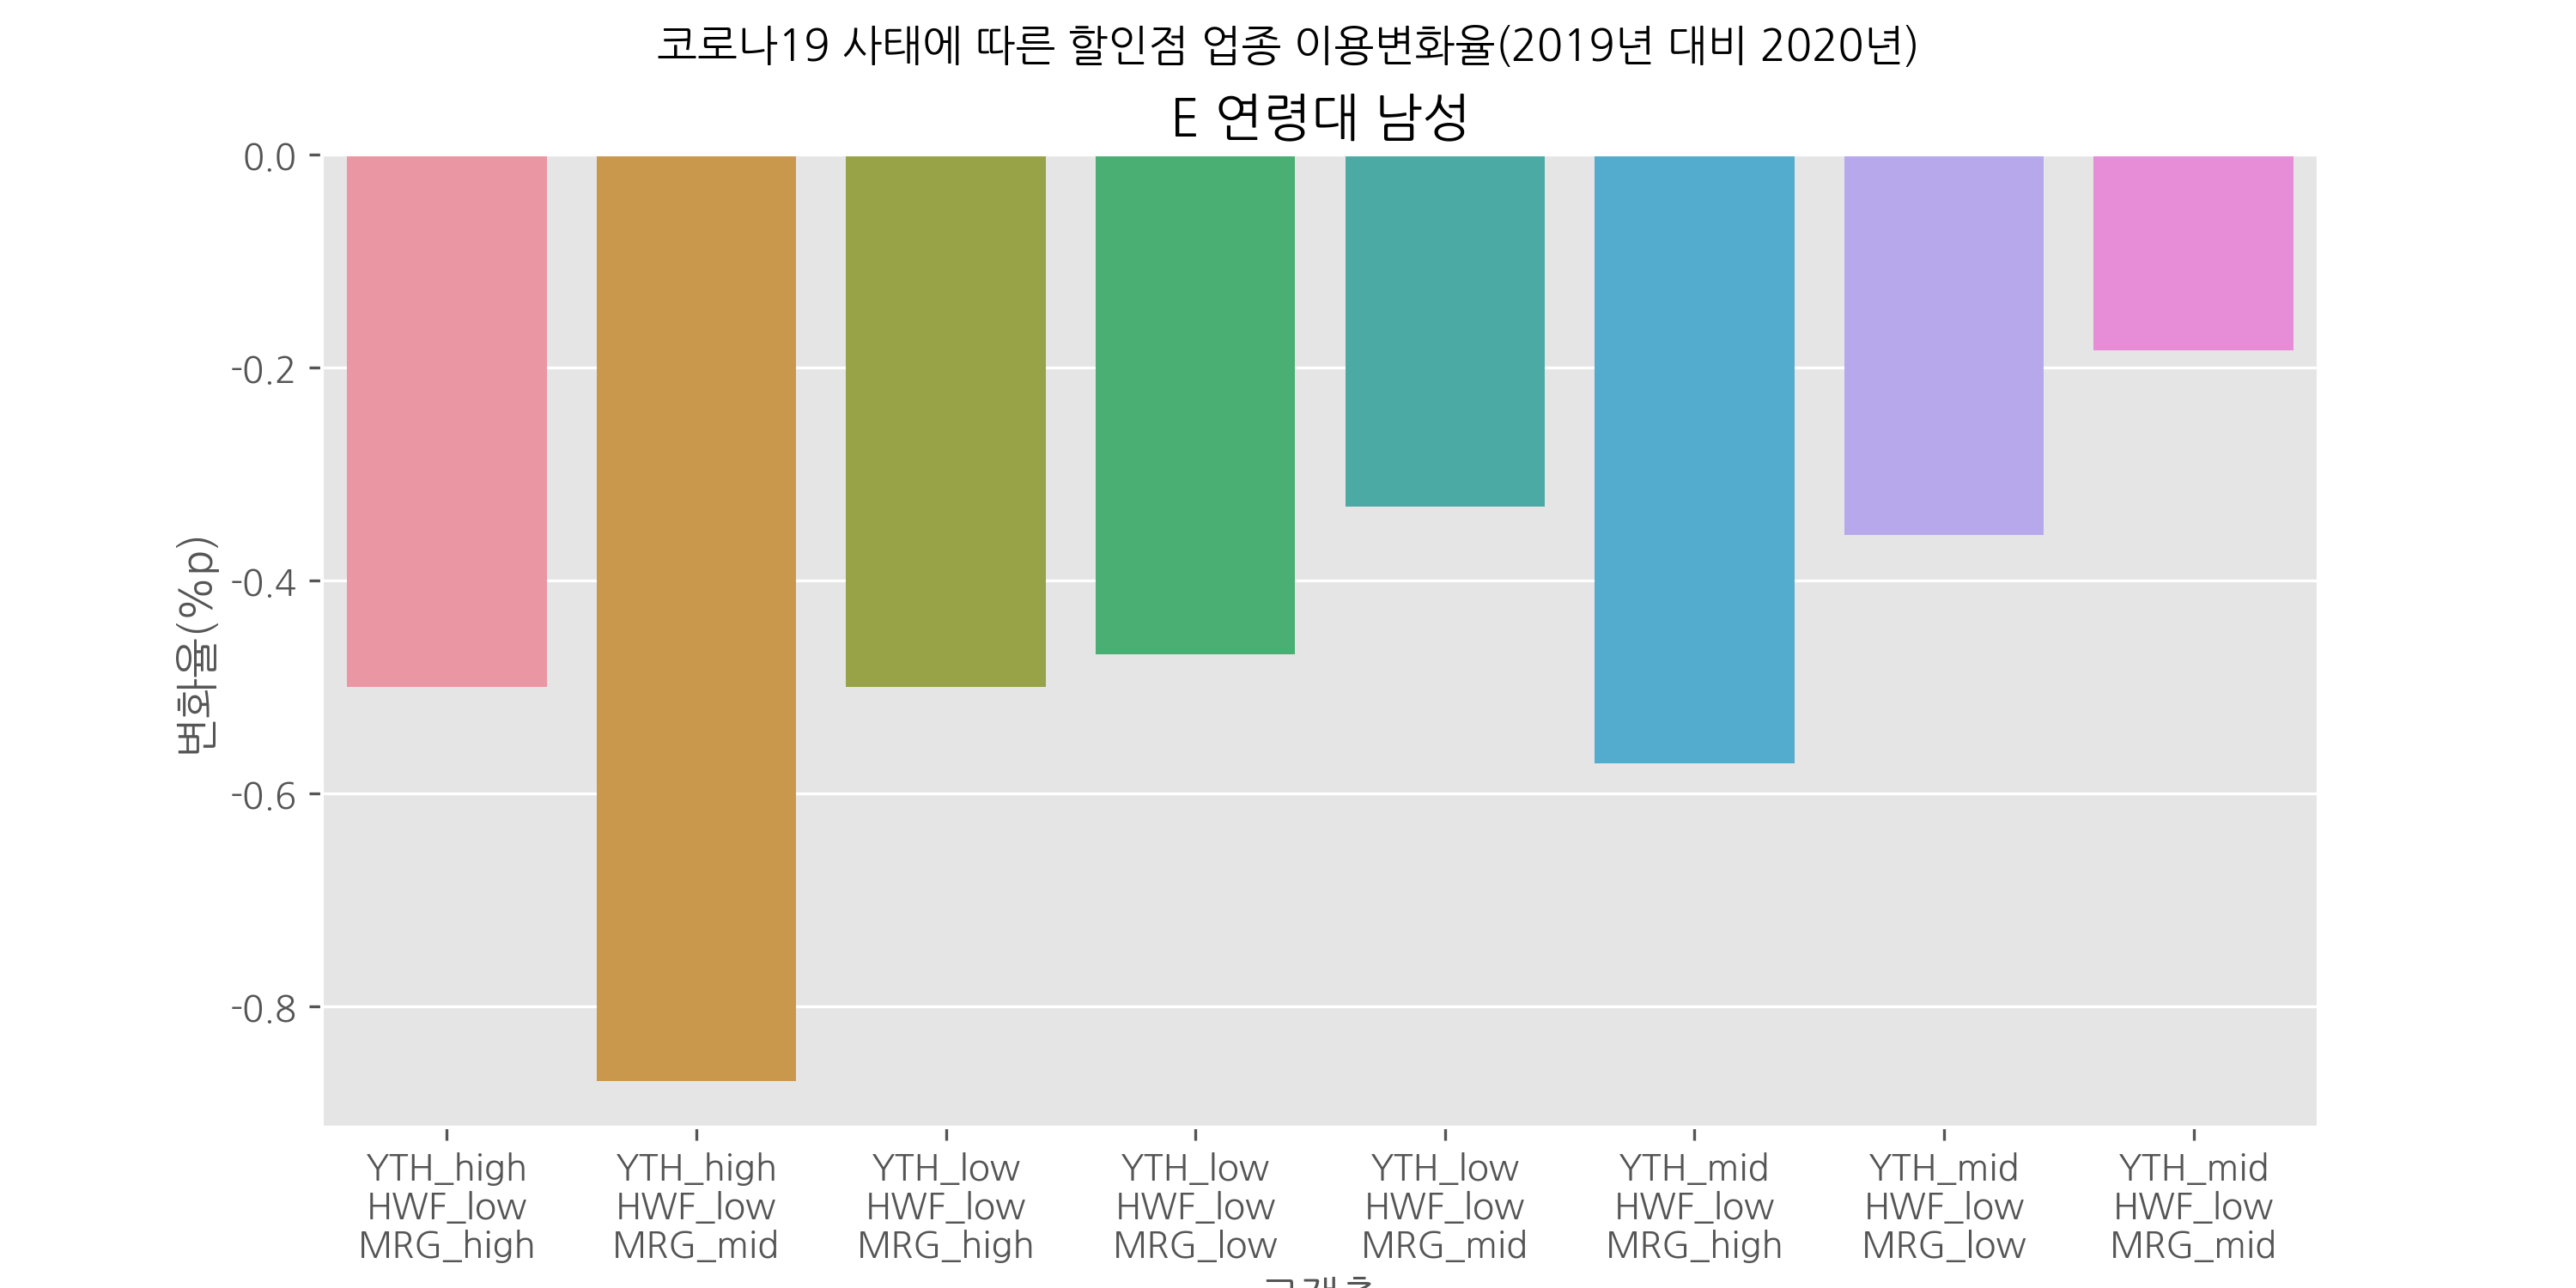 코로나19 사태에 따른 할인점 업종 이용변화율(2019년 대비 2020년)
E 연령대 남성
변화율(%p)
0.0
-0.2
-0.4
-0.6
-0.8
YTH_high HWF_low MRG_high
YTH_high HWF_low MRG_mid
YTH_low HWF_low MRG_high
YTH_low HWF_low MRG_low
YTH_low HWF_low MRG_mid
YTH_mid HWF_low MRG_high
YTH_mid HWF_low MRG_low
YTH_mid HWF_low MRG_mid